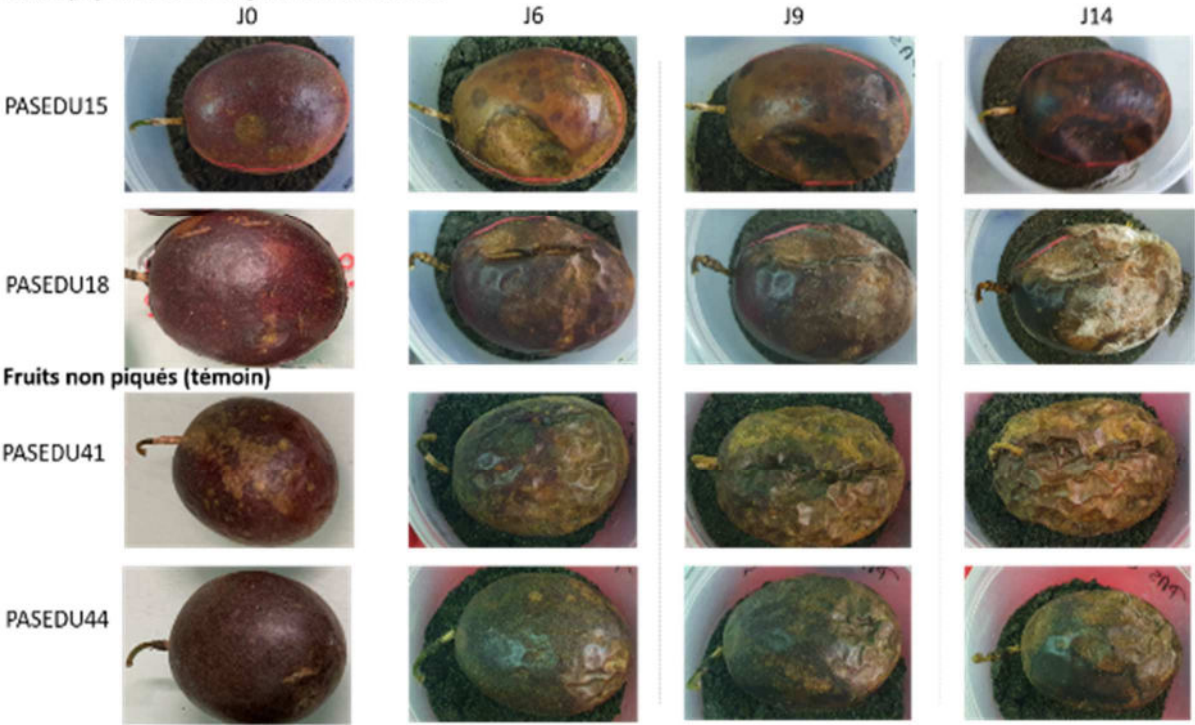 J0 J6 J9 J14
PASEDU15
PASEDU18
Fruits non piqués (témoin)
PASEDU41
PASEDU44